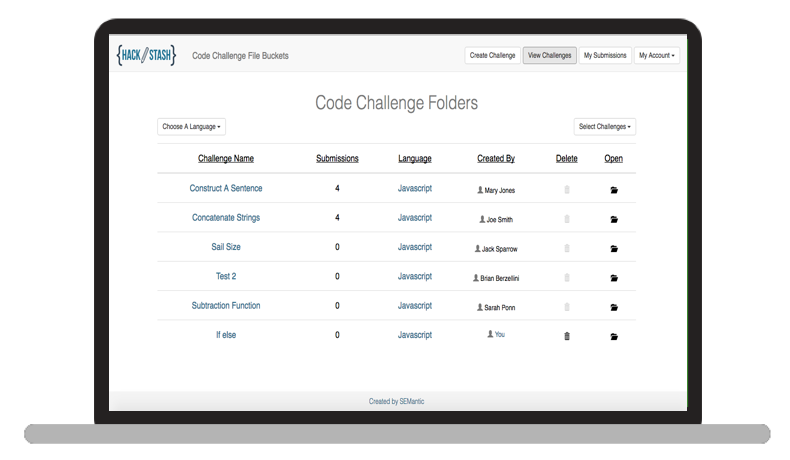 {HACK//STASH} Code Challenge File Buckets Create Challenge View Challenges My Submissions My Account
Code Challenge Folders
Choose A Language Select Challenges
Challenge Name Submissions Language Created By Delete Open
Construct A Sentence 4 Javascript Mary Jones
Concatenate Strings 4 Javascript Joe Smith
Sail Size 0 Javascript Jack Sparrow
Test 2 0 Javascript Brian Berzellini
Subtraction Function 0 Javascript Sarah Ponn
If else 0 Javascript You
Created by SEMantic